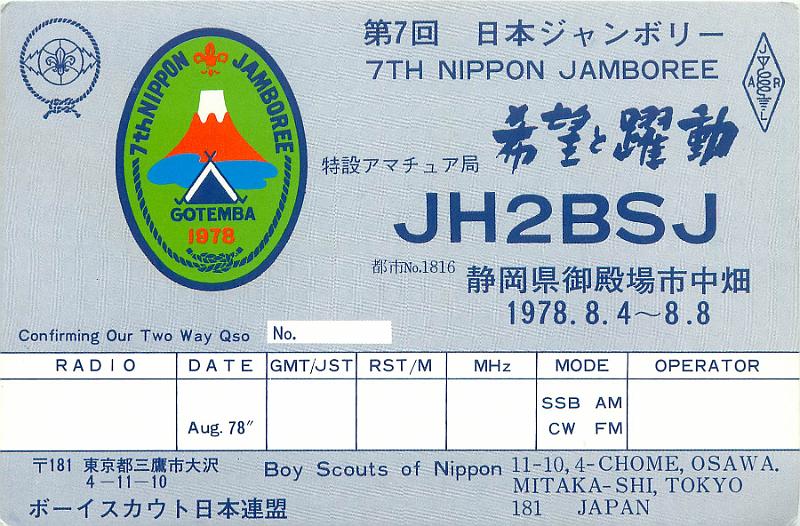 第7回 日本ジャンボリー
7TH NIPPON JAMBOREE
JARL
7th NIPPON JAMBOREE
GOTEMBA
1978
希望と躍動
特設アマチュア局
JH2BSJ
都市No.1816
静岡県御殿場市中畑
1978. 8. 4〜8. 8
Confirming Our Two Way Qso No.
RADIO DATE GMT/JST RST/M MHz MODE OPERATOR
Aug. 78″ SSB AM
CW FM
〒181 東京都三鷹市大沢
4-11-10
ボーイスカウト日本連盟
Boy Scouts of Nippon
11-10, 4-CHOME, OSAWA.
MITAKA-SHI, TOKYO
181 JAPAN